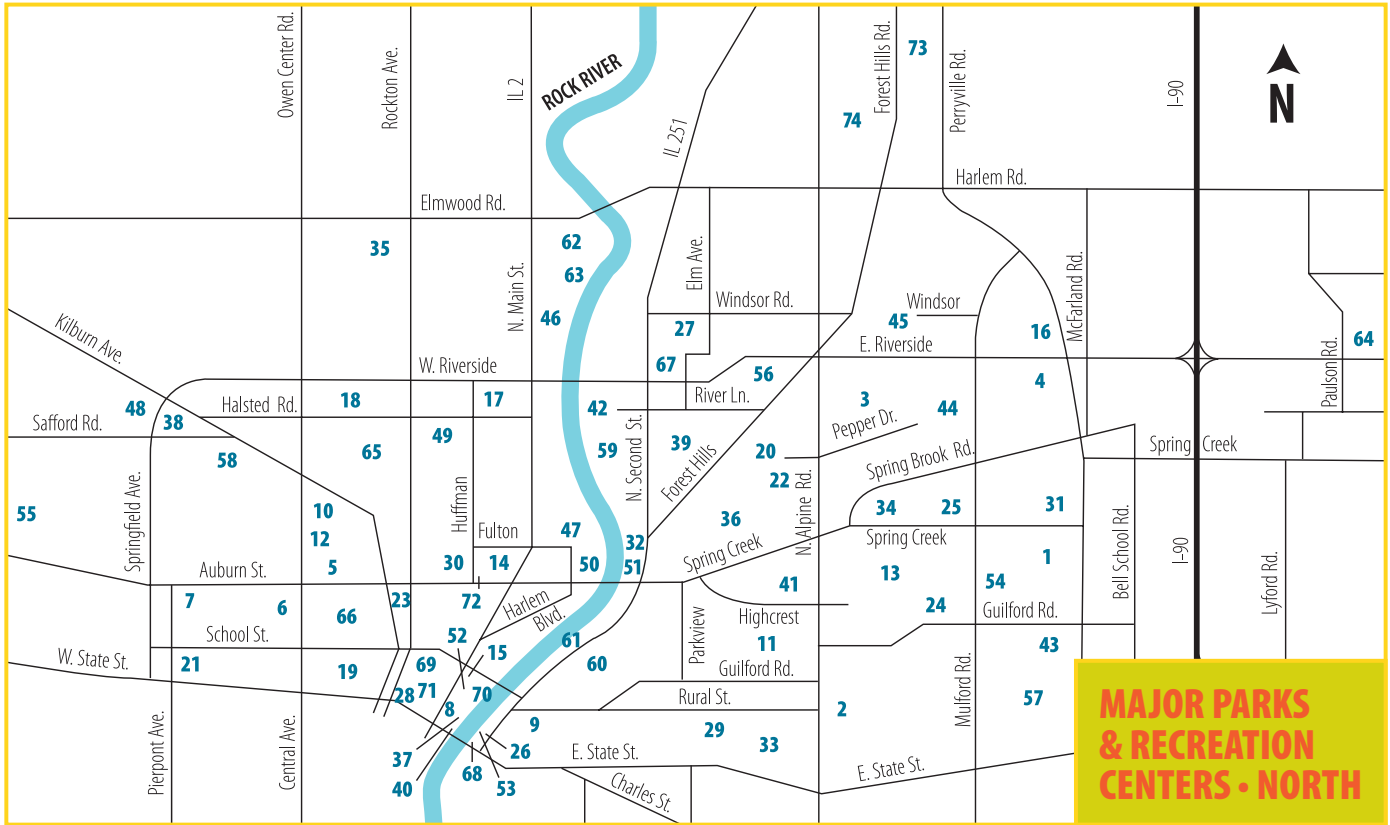 Owen Center Rd.
Rockton Ave.
IL 2
ROCK RIVER
IL 251
Forest Hills Rd.
73
Perryville Rd.
I-90
N
74
Harlem Rd.
Elmwood Rd.
35
62
63
N. Main St.
46
Elm Ave.
Windsor Rd.
27
Windsor
45
McFarland Rd.
16
E. Riverside
64
Paulson Rd.
Kilburn Ave.
W. Riverside
67
56
4
48
38
Halsted Rd.
18
17
42
River Ln.
3
44
Safford Rd.
58
65
49
59
N. Second St.
39
Forest Hills
20
Pepper Dr.
Spring Brook Rd.
Spring Creek
22
N. Alpine Rd.
55
Springfield Ave.
10
12
5
Huffman
Fulton
47
32
36
34
25
31
Spring Creek
Spring Creek
Bell School Rd.
I-90
Lyford Rd.
Auburn St.
30
14
50
51
41
13
1
54
7
6
66
23
72
Harlem
Blvd.
Highcrest
24
Guilford Rd.
School St.
52
15
61
Parkview
11
43
W. State St.
21
19
69
60
Guilford Rd.
28
71
70
Rural St.
8
9
2
Mulford Rd.
57
29
33
Pierpont Ave.
Central Ave.
37
40
68
26
53
E. State St.
Charles St.
E. State St.
MAJOR PARKS
& RECREATION
CENTERS • NORTH